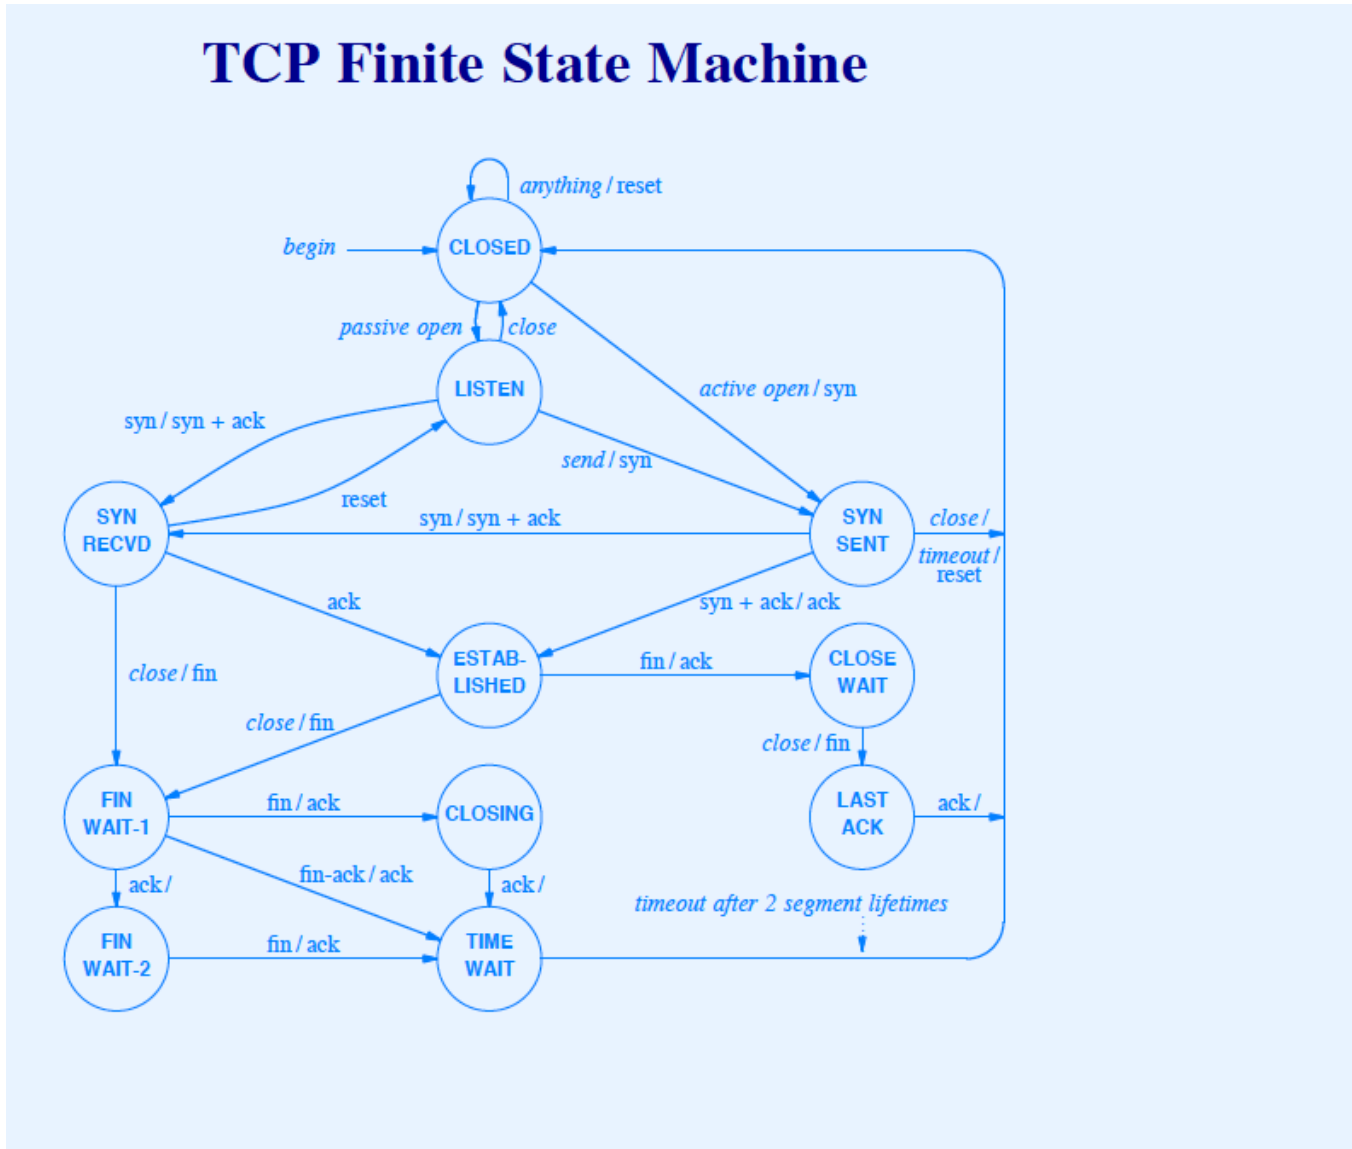 TCP Finite State Machine
anything / reset
begin
CLOSED
passive open
close
LISTEN
active open / syn
syn / syn + ack
send / syn
reset
SYN
RECVD
syn / syn + ack
SYN
SENT
close /
timeout /
reset
ack
syn + ack / ack
ESTAB-
LISHED
fin / ack
CLOSE
WAIT
close / fin
close / fin
close / fin
FIN
WAIT-1
fin / ack
CLOSING
LAST
ACK
ack /
fin-ack / ack
ack /
ack /
timeout after 2 segment lifetimes
FIN
WAIT-2
fin / ack
TIME
WAIT